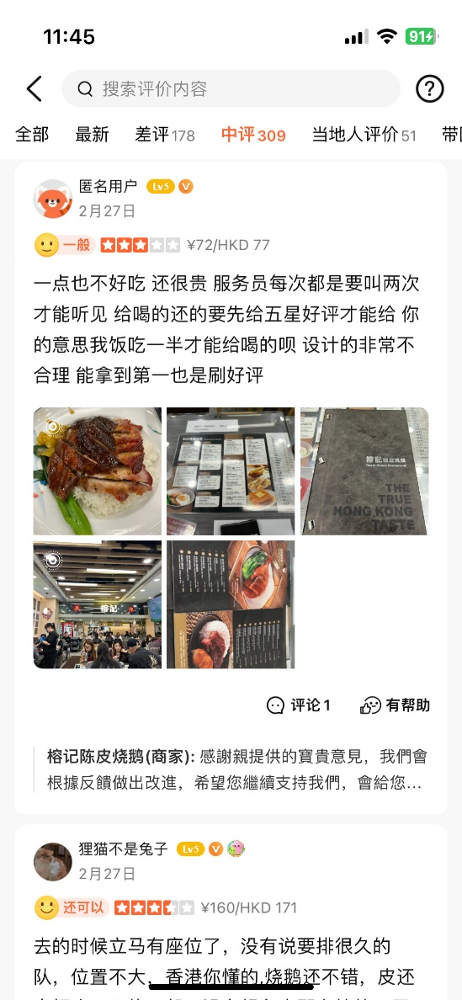 11:45
91
搜索评价内容
全部 最新 差评178 中评309 当地人评价51
匿名用户 Lv5 V
2月27日
一般 ¥72/HKD 77
一点也不好吃 还很贵 服务员每次都是要叫两次
才能听见 给喝的还的要先给五星好评才能给 你
的意思我饭吃一半才能给喝的呗 设计的非常不
合理 能拿到第一也是刷好评
榕記
THE
TRUE
HONG KONG
TASTE
榕記
评论1 有帮助
榕记陈皮烧鹅(商家): 感謝親提供的寶貴意見，我們會
根據反饋做出改進，希望您繼續支持我們，會給您...
狸猫不是兔子 Lv5 V
2月27日
还可以 ¥160/HKD 171
去的时候立马有座位了，没有说要排很久的
队，位置不大，香港你懂的,烧鹅还不错，皮还